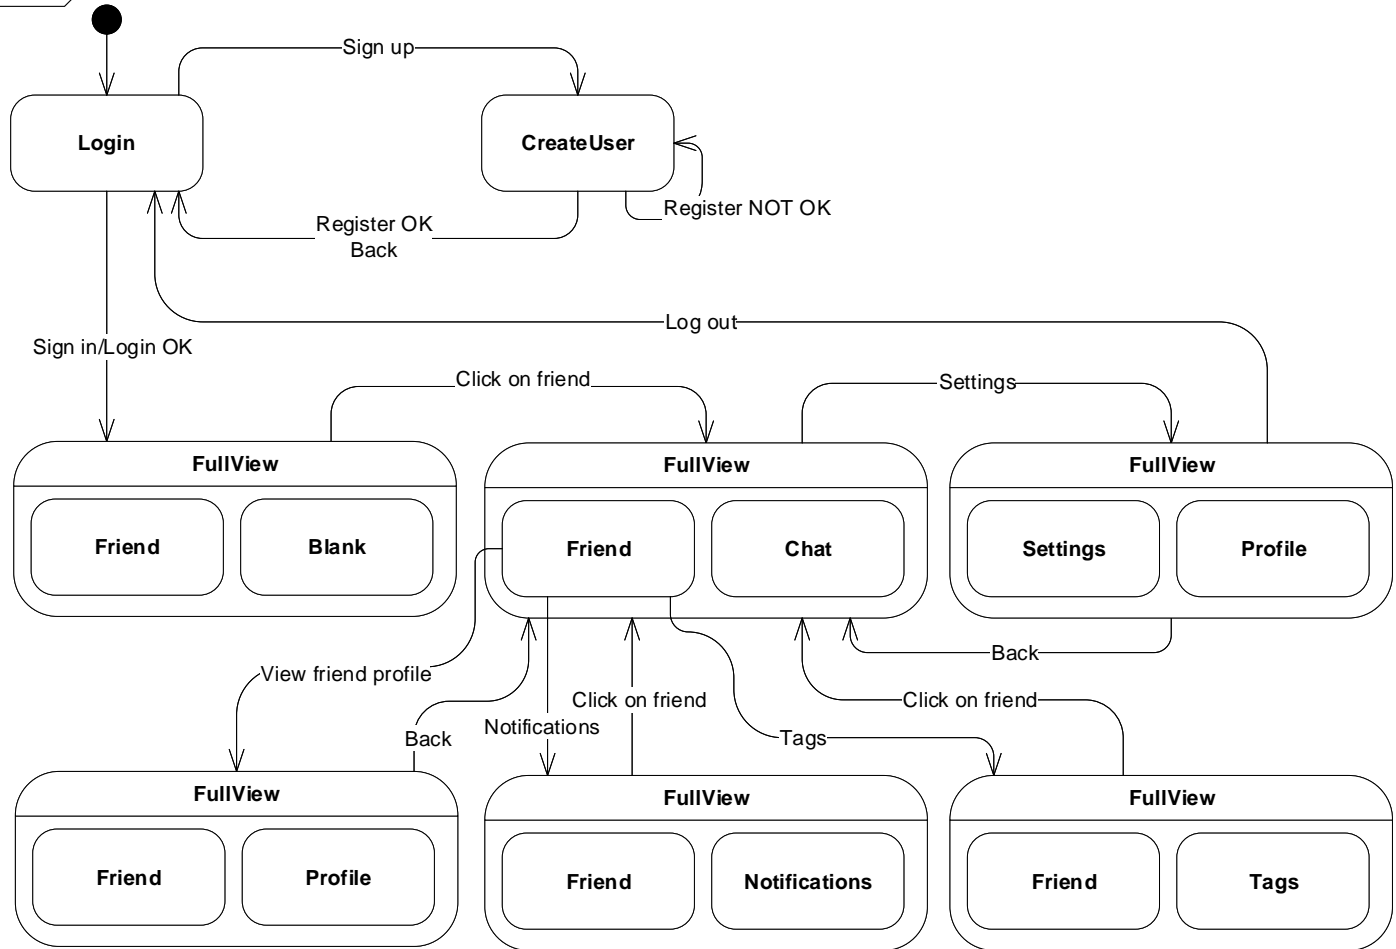 Sign up
Login
CreateUser
Register NOT OK
Register OK
Back
Log out
Sign in/Login OK
Click on friend
Settings
FullView
Friend
Blank
FullView
Friend
Chat
FullView
Settings
Profile
Back
View friend profile
Click on friend
Click on friend
Notifications
Back
Tags
FullView
Friend
Profile
FullView
Friend
Notifications
FullView
Friend
Tags